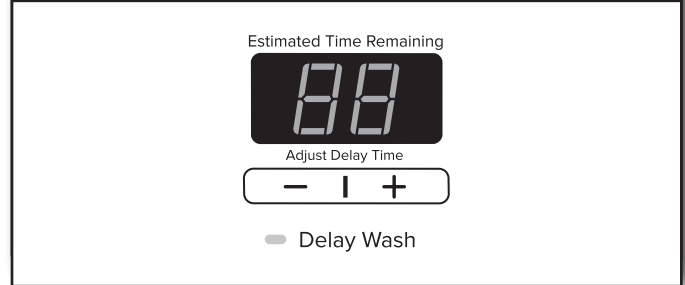 Estimated Time Remaining
88
Adjust Delay Time
− I +
Delay Wash